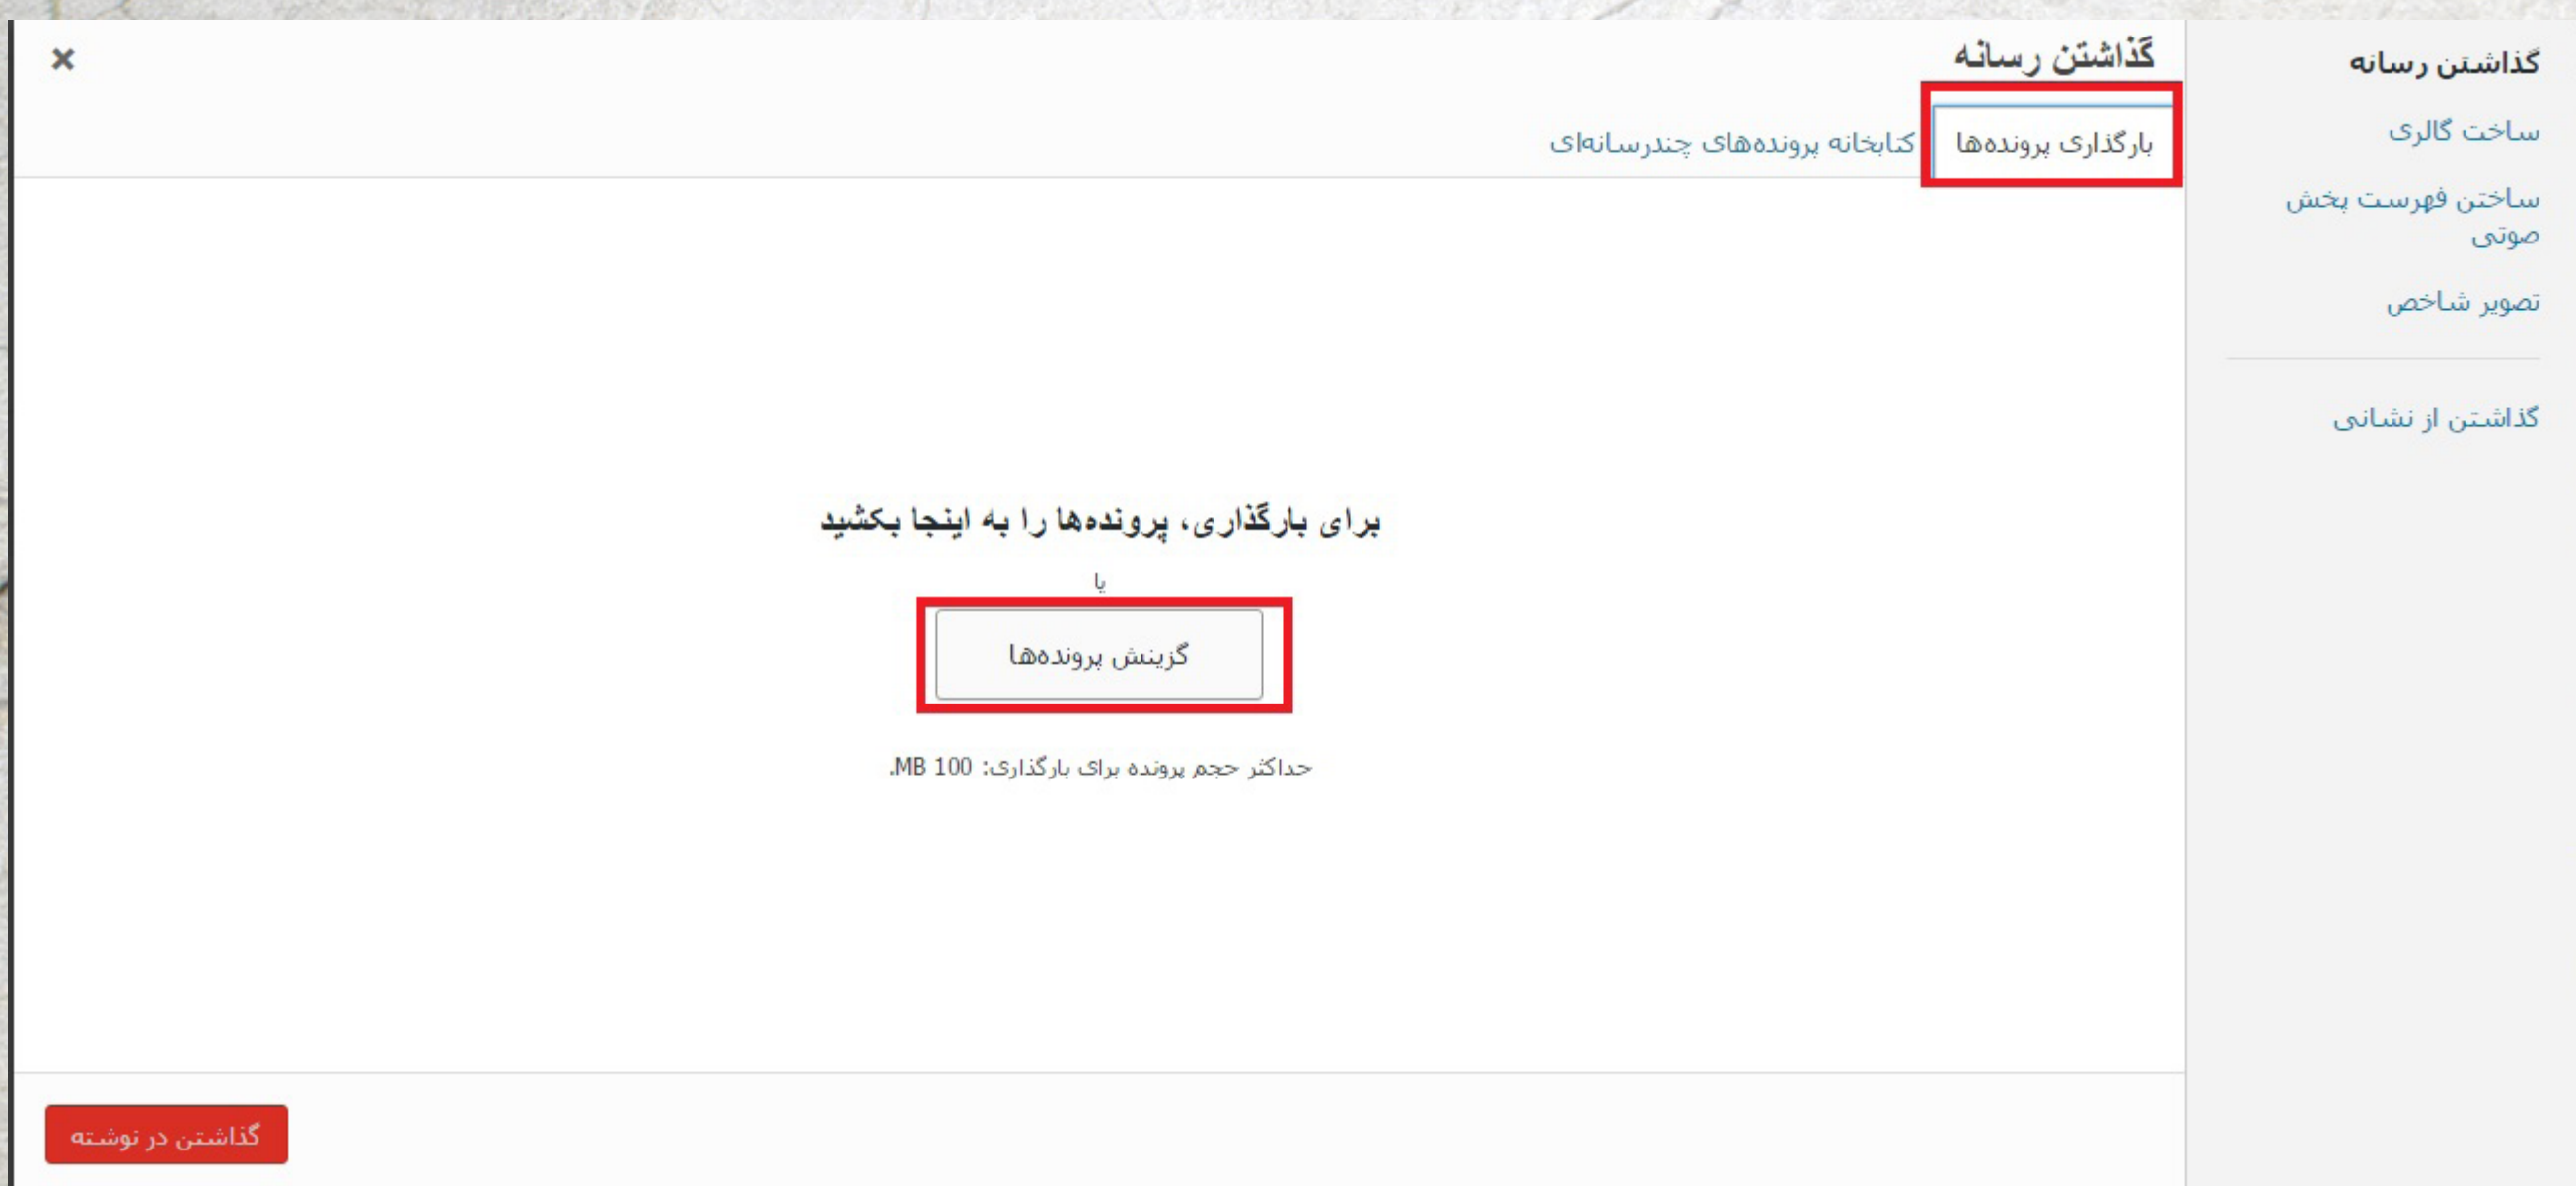 گذاشتن رسانه
ساخت گالری
ساختن فهرست پخش
صوتی
تصویر شاخص
گذاشتن از نشانی
گذاشتن رسانه
بارگذاری پرونده‌ها
کتابخانه پرونده‌های چندرسانه‌ای
برای بارگذاری، پرونده‌ها را به اینجا بکشید
یا
گزینش پرونده‌ها
حداکثر حجم پرونده برای بارگذاری: 100 MB.
گذاشتن در نوشته